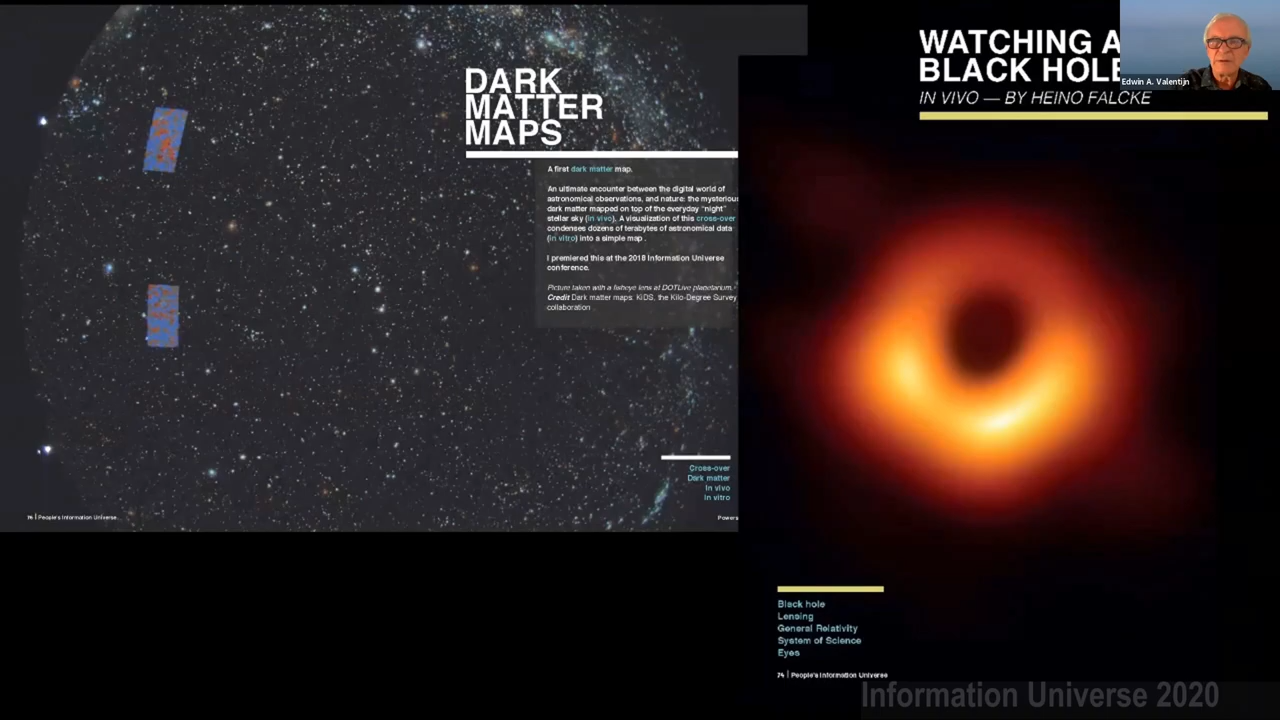 DARK
MATTER
MAPS
A first dark matter map.
An ultimate encounter between the digital world of
astronomical observations, and nature: the mysterious
dark matter mapped on top of the everyday "night"
stellar sky (in vivo). A visualization of this cross-over
condenses dozens of terabytes of astronomical data
(in vitro) into a simple map .
I premiered this at the 2018 Information Universe
conference.
Picture taken with a fisheye lens at DOTLive planetarium.
Credit Dark matter maps: KiDS, the Kilo-Degree Survey
collaboration
Cross-over
Dark matter
In vivo
In vitro
76 | People's Information Universe
Powers
WATCHING A
BLACK HOLE
IN VIVO — BY HEINO FALCKE
Edwin A. Valentijn
Black hole
Lensing
General Relativity
System of Science
Eyes
74 | People's Information Universe
Information Universe 2020